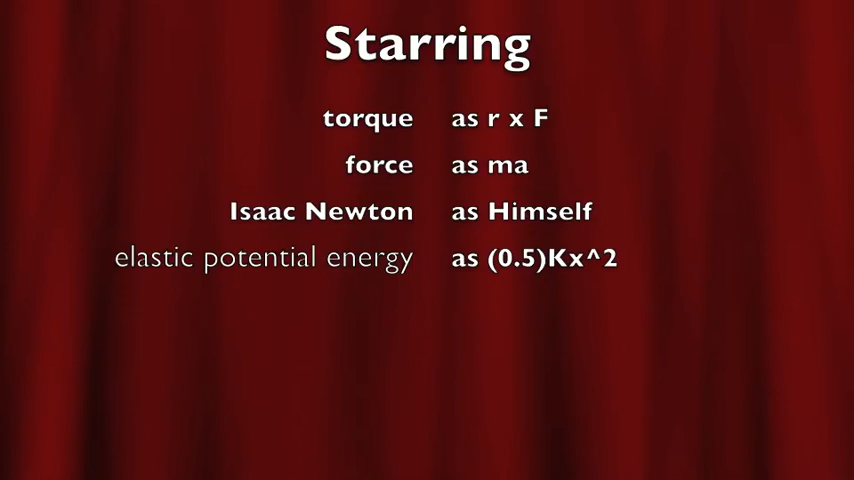 Starring
torque as r x F
force as ma
Isaac Newton as Himself
elastic potential energy as (0.5)Kx^2